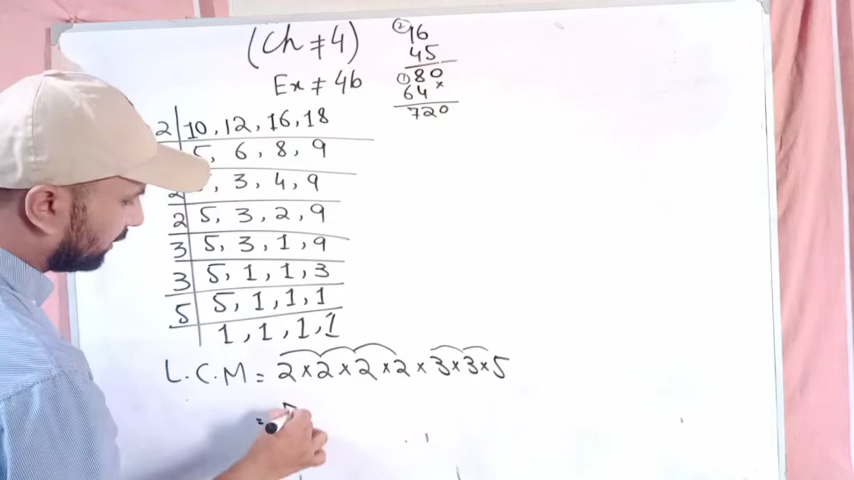 (Ch ≠ 4)
Ex ≠ 4b
② 16
45
① 80
64×
720
2 | 10, 12, 16, 18
5, 6, 8, 9
, 3, 4, 9
2 | 5, 3, 2, 9
3 | 5, 3, 1, 9
3 | 5, 1, 1, 3
5 | 5, 1, 1, 1
1, 1, 1, 1
L.C.M = 2×2×2×2×3×3×5
=